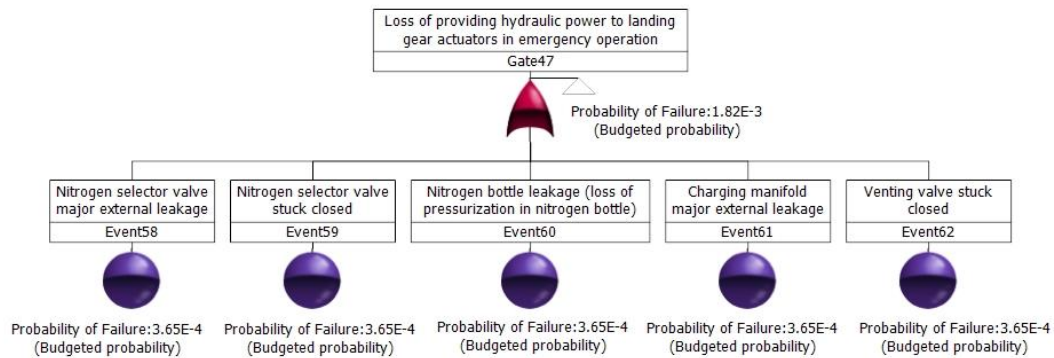 Loss of providing hydraulic power to landing
gear actuators in emergency operation
Gate47
Probability of Failure:1.82E-3
(Budgeted probability)
Nitrogen selector valve
major external leakage
Event58
Nitrogen selector valve
stuck closed
Event59
Nitrogen bottle leakage (loss of
pressurization in nitrogen bottle)
Event60
Charging manifold
major external leakage
Event61
Venting valve stuck
closed
Event62
Probability of Failure:3.65E-4
(Budgeted probability)
Probability of Failure:3.65E-4
(Budgeted probability)
Probability of Failure:3.65E-4
(Budgeted probability)
Probability of Failure:3.65E-4
(Budgeted probability)
Probability of Failure:3.65E-4
(Budgeted probability)